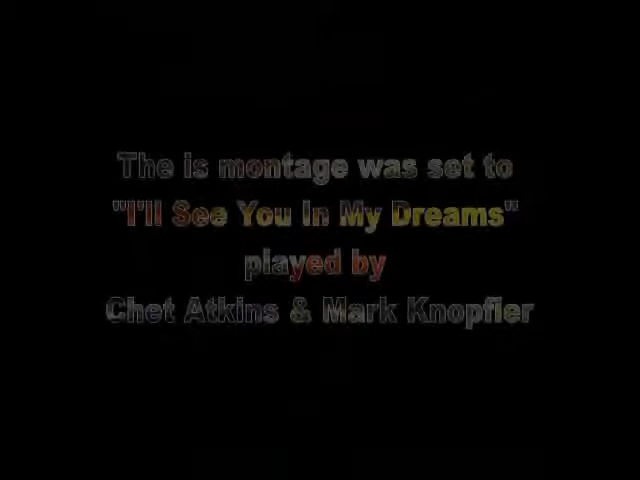 The is montage was set to
"I'll See You In My Dreams"
played by
Chet Atkins & Mark Knopfler